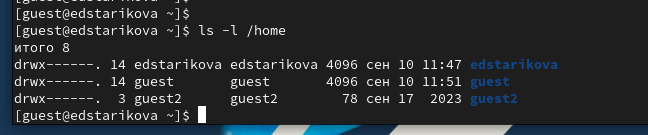 [guest@edstarikova ~]$
[guest@edstarikova ~]$
[guest@edstarikova ~]$ ls -l /home
итого 8
drwx------. 14 edstarikova edstarikova 4096 сен 10 11:47 edstarikova
drwx------. 14 guest guest 4096 сен 10 11:51 guest
drwx------. 3 guest2 guest2 78 сен 17 2023 guest2
[guest@edstarikova ~]$